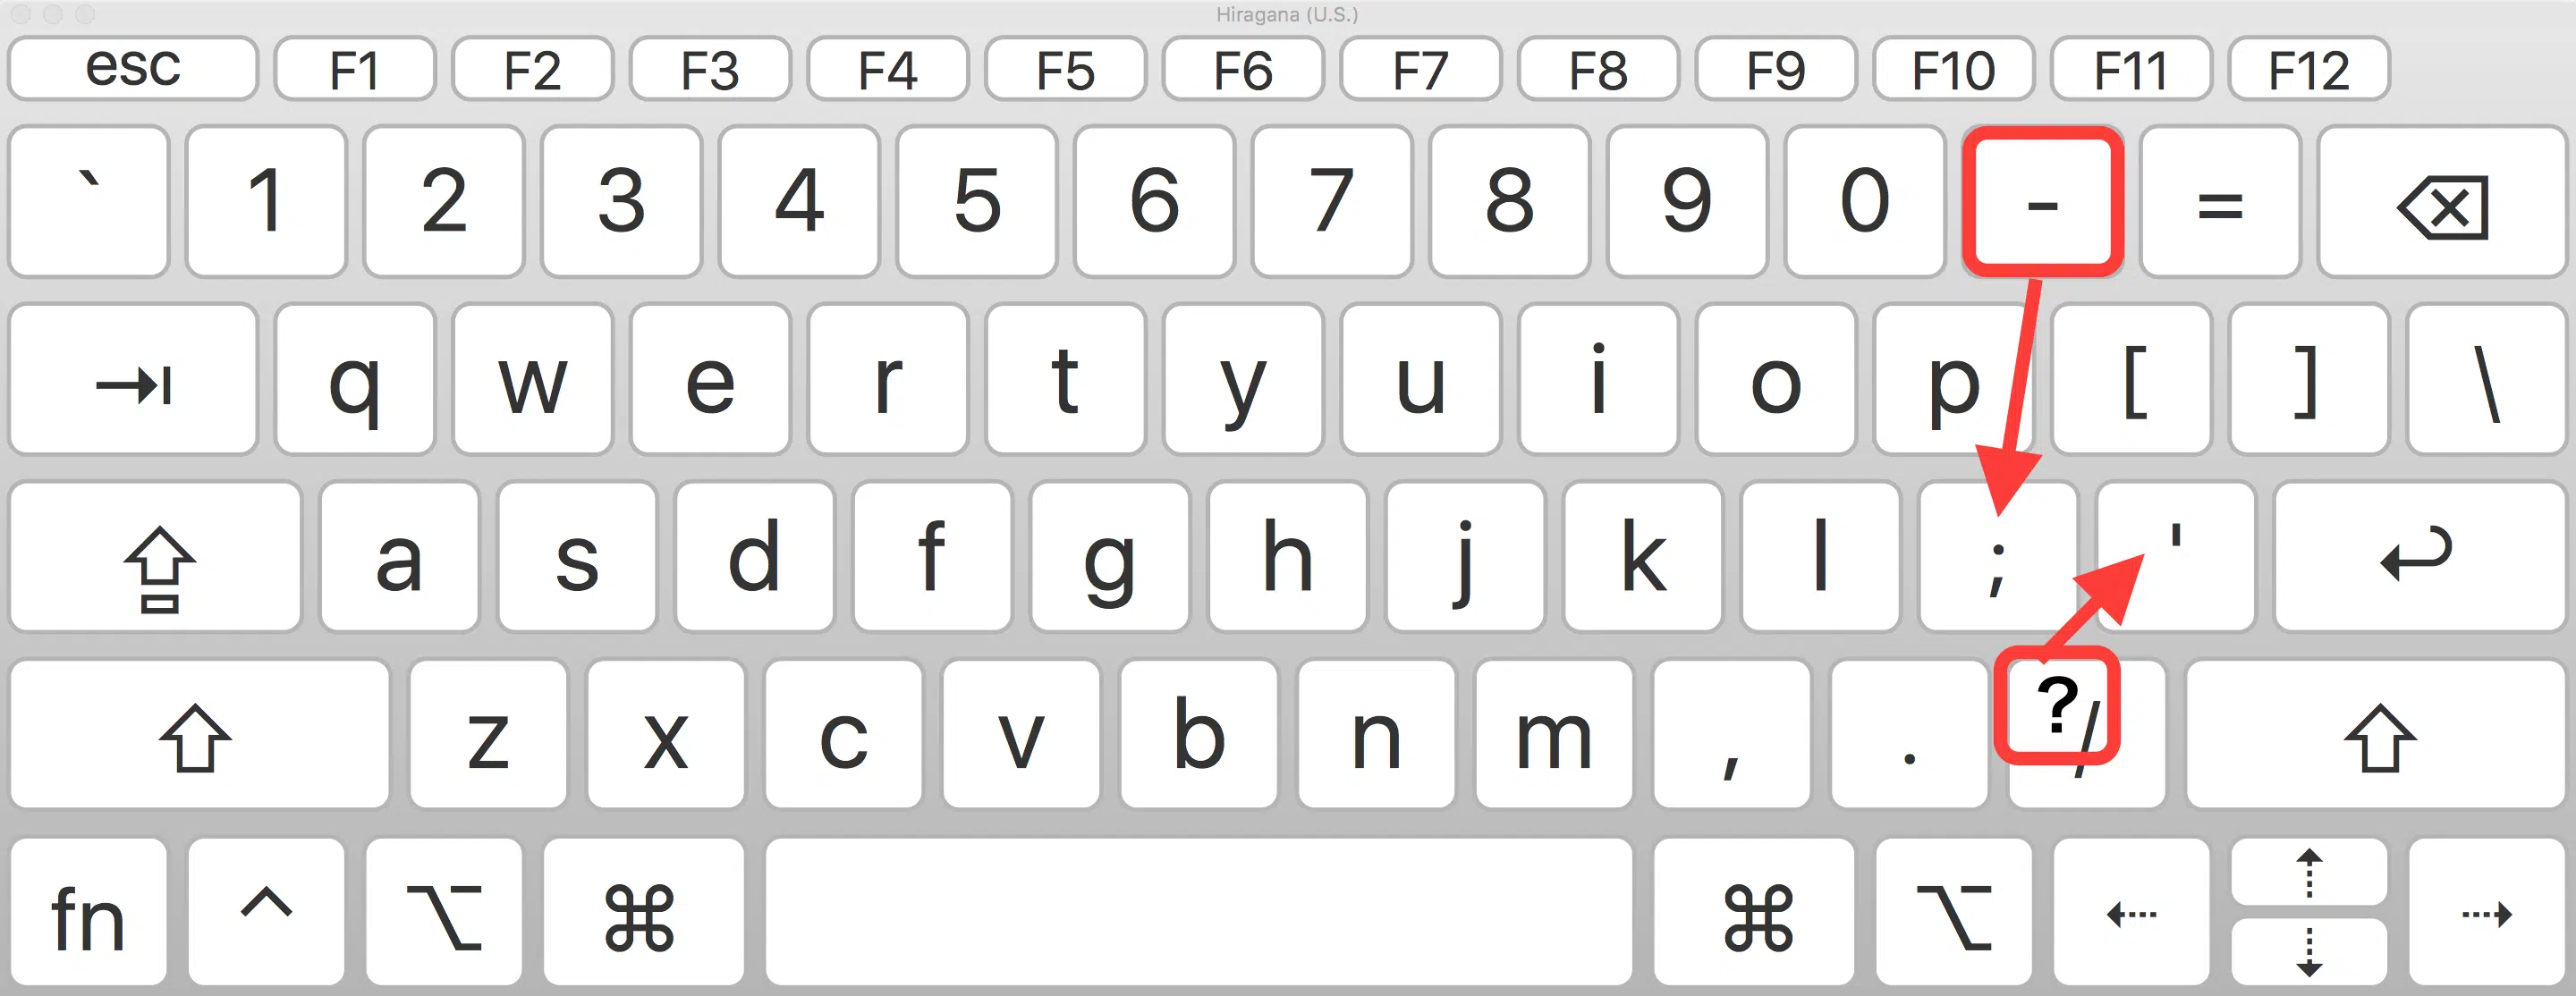 Hiragana (U.S.)
esc F1 F2 F3 F4 F5 F6 F7 F8 F9 F10 F11 F12
` 1 2 3 4 5 6 7 8 9 0 - =
q w e r t y u i o p [ ] \
a s d f g h j k l ; '
z x c v b n m , . ? /
fn ^ ⌥ ⌘ ⌘ ⌥